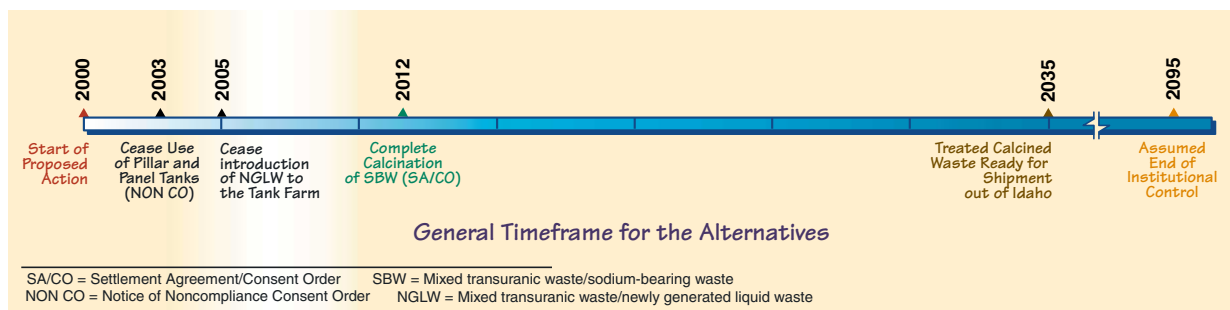 2000
2003
2005
2012
2035
2095
Start of
Proposed
Action
Cease Use
of Pillar and
Panel Tanks
(NON CO)
Cease
introduction
of NGLW to
the Tank Farm
Complete
Calcination
of SBW (SA/CO)
Treated Calcined
Waste Ready for
Shipment
out of Idaho
Assumed
End of
Institutional
Control
General Timeframe for the Alternatives
SA/CO = Settlement Agreement/Consent Order SBW = Mixed transuranic waste/sodium-bearing waste
NON CO = Notice of Noncompliance Consent Order NGLW = Mixed transuranic waste/newly generated liquid waste